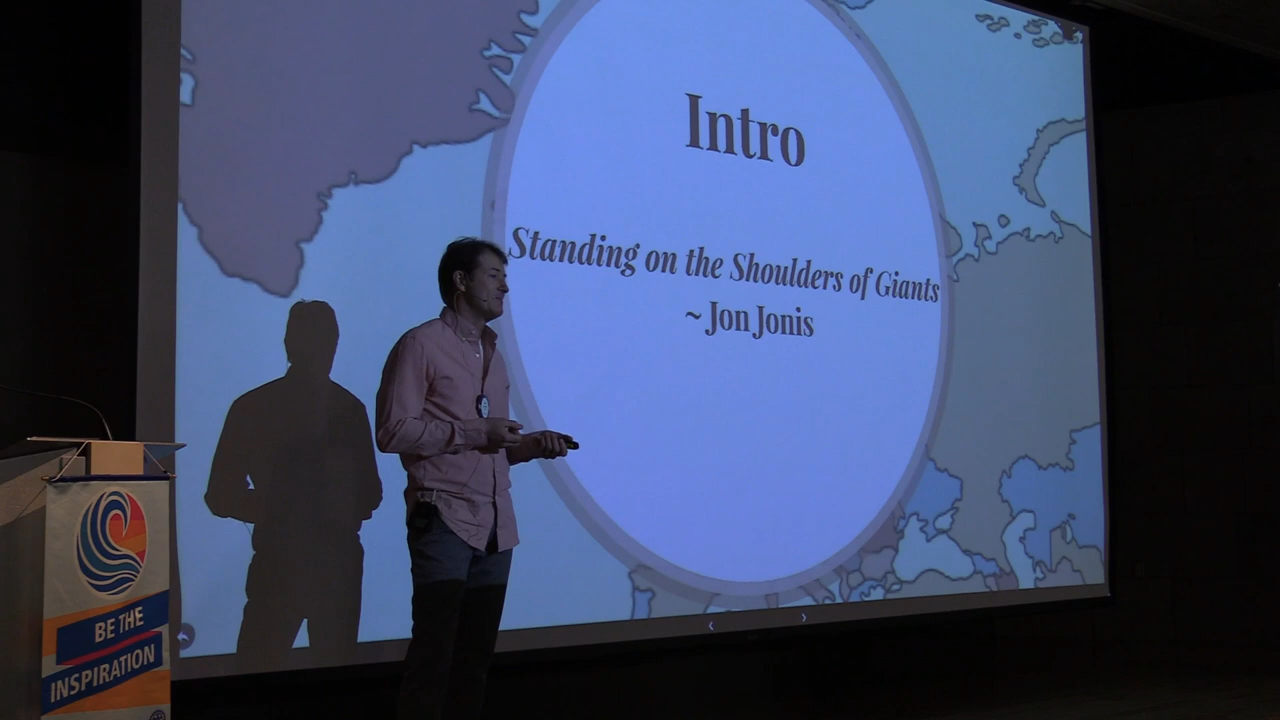 Intro
Standing on the Shoulders of Giants
~ Jon Jonis
BE THE
INSPIRATION